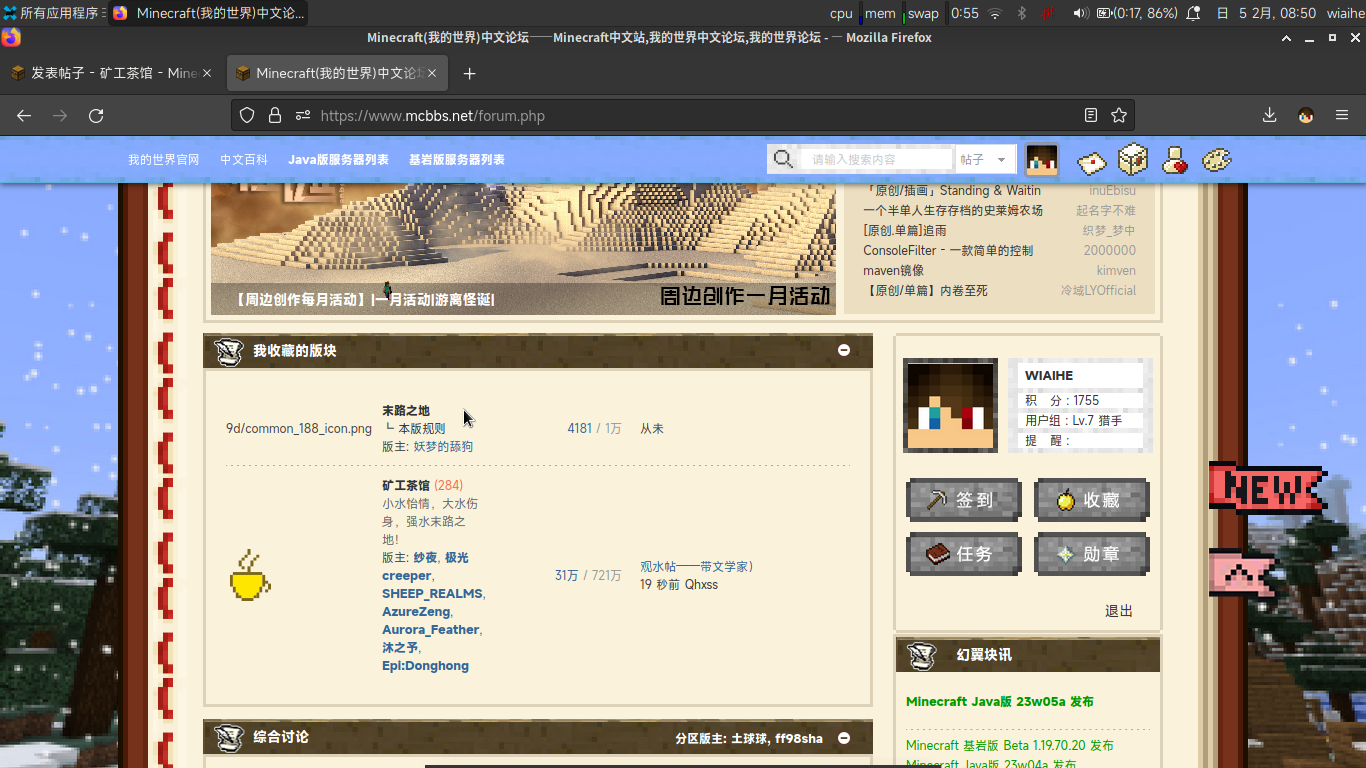 所有应用程序
Minecraft(我的世界)中文论...
cpu
mem
swap
0:55
(0:17, 86%)
日
5 2月, 08:50
wiaihe
Minecraft(我的世界)中文论坛——Minecraft中文站,我的世界中文论坛,我的世界论坛 - — Mozilla Firefox
发表帖子 - 矿工茶馆 - Mine
Minecraft(我的世界)中文论坛
https://www.mcbbs.net/forum.php
我的世界官网
中文百科
Java版服务器列表
基岩版服务器列表
请输入搜索内容
帖子
「原创/插画」Standing & Waitin
inuEbisu
一个半单人生存存档的史莱姆农场
起名字不难
[原创.单篇]追雨
织梦_梦中
ConsoleFilter - 一款简单的控制
2000000
maven镜像
kimven
【原创/单篇】内卷至死
冷域LYOfficial
【周边创作每月活动】|一月活动|游离怪诞|
周边创作一月活动
我收藏的版块
9d/common_188_icon.png
末路之地
┗ 本版规则
版主: 妖梦的舔狗
4181 / 1万
从未
矿工茶馆 (284)
小水怡情，大水伤
身，强水末路之
地！
版主: 纱夜, 极光
creeper,
SHEEP_REALMS,
AzureZeng,
Aurora_Feather,
沐之予,
Epi:Donghong
31万 / 721万
观水帖——带文学家)
19 秒前 Qhxss
WIAIHE
积 分 : 1755
用户组 : Lv.7 猎手
提 醒 :
签到
收藏
任务
勋章
退出
NEW
幻翼块讯
Minecraft Java版 23w05a 发布
Minecraft 基岩版 Beta 1.19.70.20 发布
Minecraft Java版 23w04a 发布
综合讨论
分区版主: 土球球, ff98sha